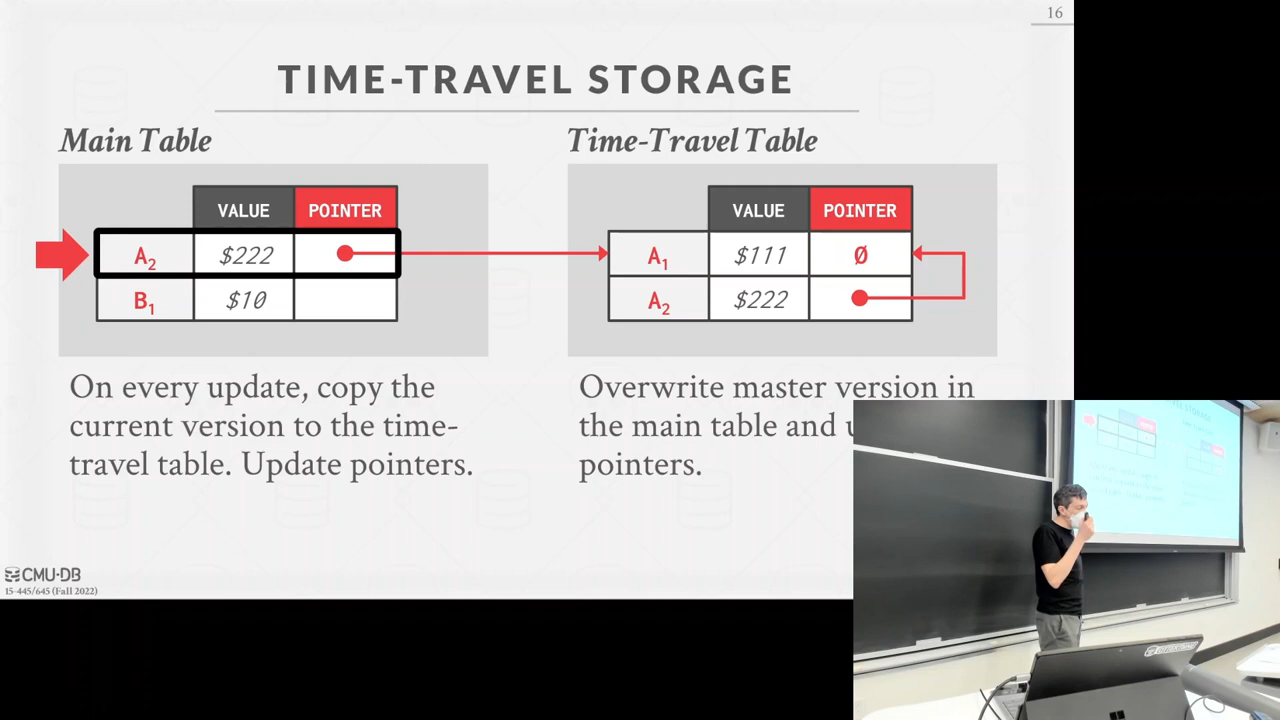 16
TIME-TRAVEL STORAGE
Main Table
Time-Travel Table
VALUE POINTER
A2 $222
B1 $10
VALUE POINTER
A1 $111 Ø
A2 $222
On every update, copy the
current version to the time-
travel table. Update pointers.
Overwrite master version in
the main table and
pointers.
CMU·DB
15-445/645 (Fall 2022)